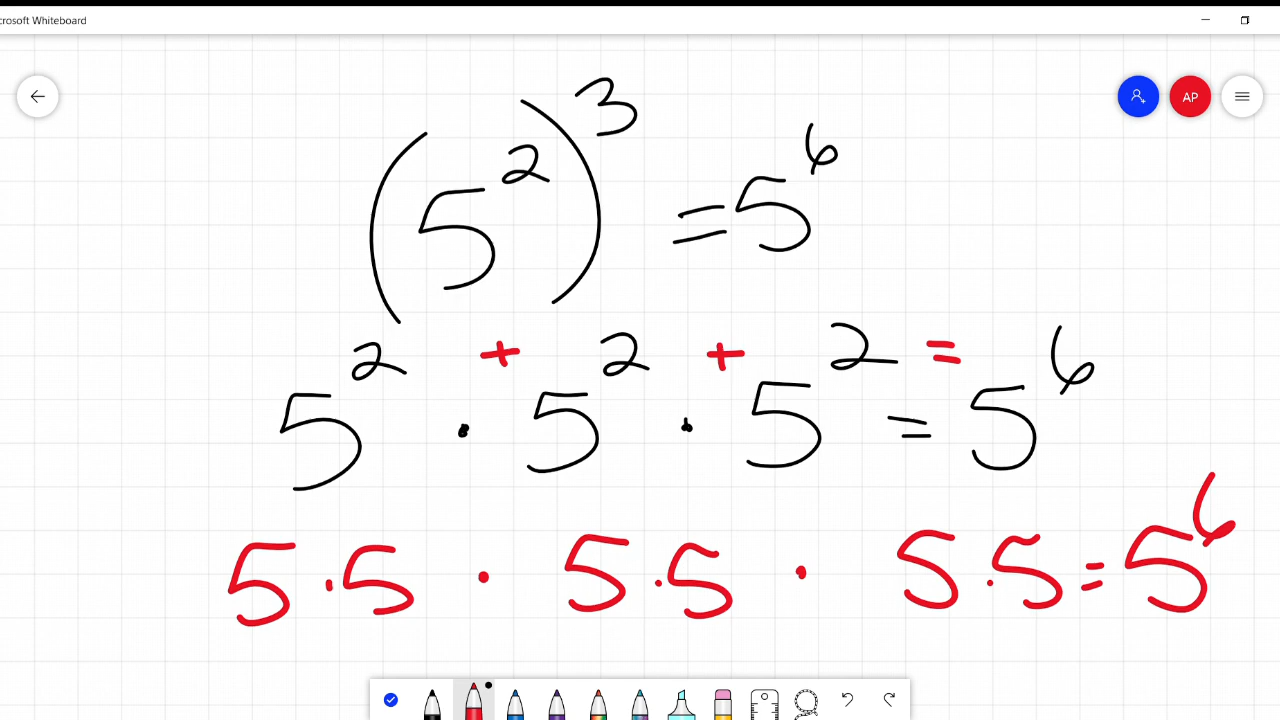 crosoft Whiteboard
AP
(5²)³ = 5⁶
5² + 5² + 5² = 5⁶
5 · 5 · 5 · 5 · 5 · 5 = 5⁶